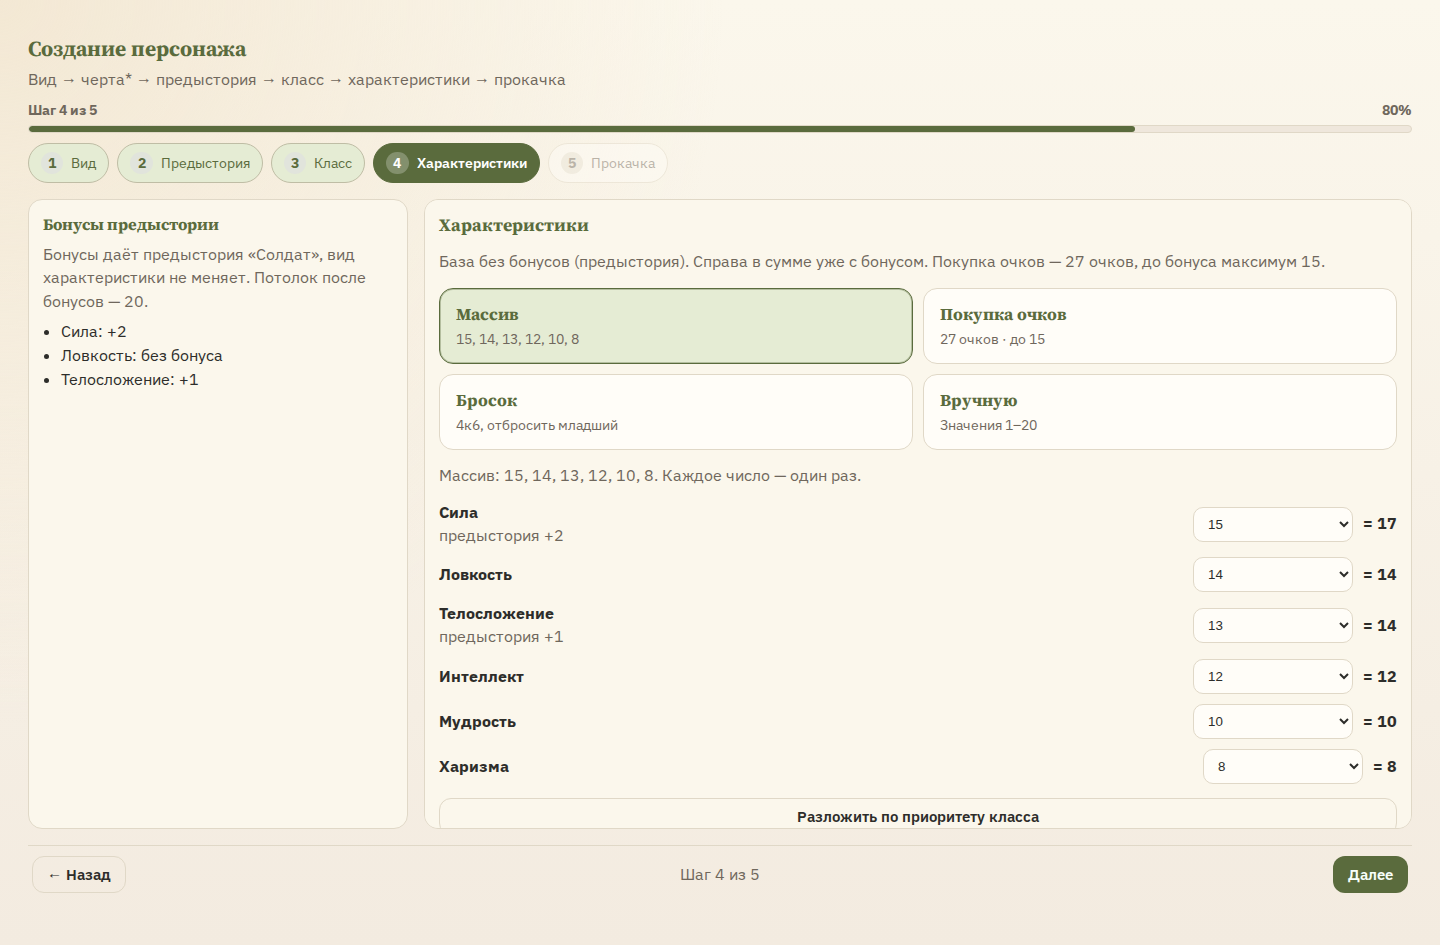 Создание персонажа
Вид → черта* → предыстория → класс → характеристики → прокачка
Шаг 4 из 5
80%
1 Вид
2 Предыстория
3 Класс
4 Характеристики
5 Прокачка
Бонусы предыстории
Бонусы даёт предыстория «Солдат», вид
характеристики не меняет. Потолок после
бонусов — 20.
• Сила: +2
• Ловкость: без бонуса
• Телосложение: +1
Характеристики
База без бонусов (предыстория). Справа в сумме уже с бонусом. Покупка очков — 27 очков, до бонуса максимум 15.
Массив
15, 14, 13, 12, 10, 8
Покупка очков
27 очков · до 15
Бросок
4к6, отбросить младший
Вручную
Значения 1–20
Массив: 15, 14, 13, 12, 10, 8. Каждое число — один раз.
Сила
предыстория +2
15 = 17
Ловкость
14 = 14
Телосложение
предыстория +1
13 = 14
Интеллект
12 = 12
Мудрость
10 = 10
Харизма
8 = 8
Разложить по приоритету класса
← Назад
Шаг 4 из 5
Далее